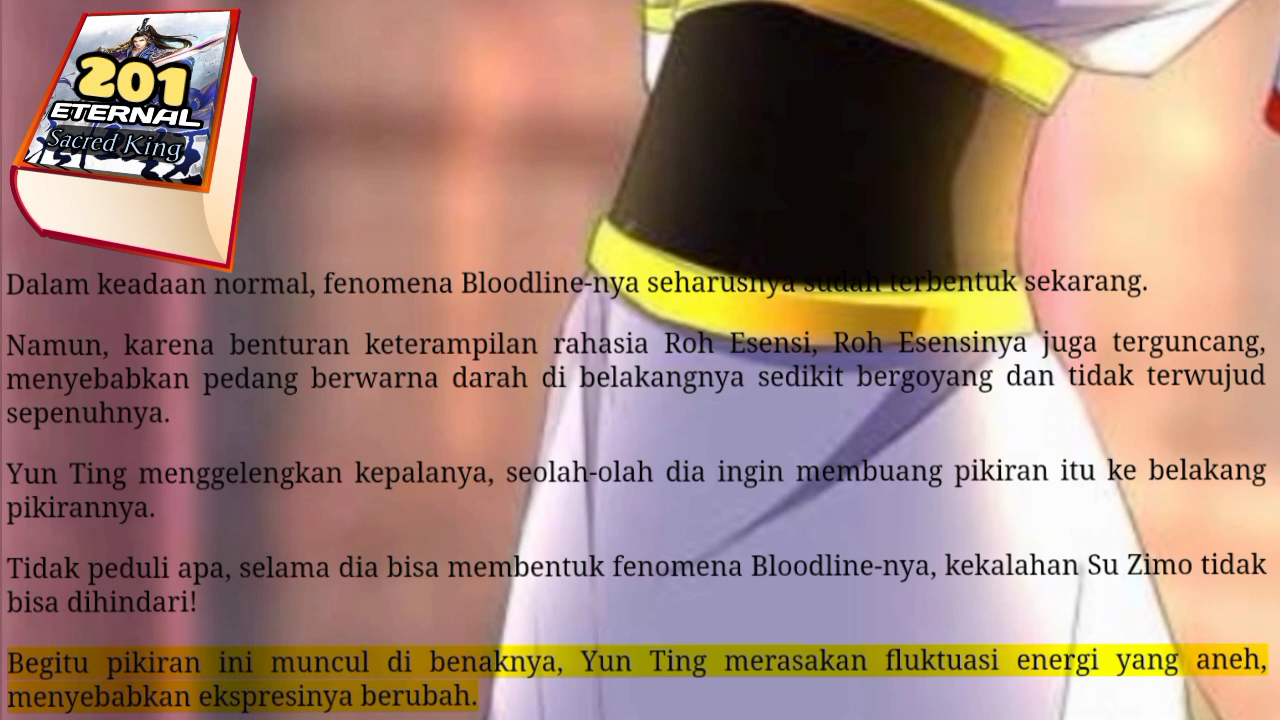 201
ETERNAL
Sacred King
Dalam keadaan normal, fenomena Bloodline-nya seharusnya sudah terbentuk sekarang.
Namun, karena benturan keterampilan rahasia Roh Esensi, Roh Esensinya juga terguncang,
menyebabkan pedang berwarna darah di belakangnya sedikit bergoyang dan tidak terwujud
sepenuhnya.
Yun Ting menggelengkan kepalanya, seolah-olah dia ingin membuang pikiran itu ke belakang
pikirannya.
Tidak peduli apa, selama dia bisa membentuk fenomena Bloodline-nya, kekalahan Su Zimo tidak
bisa dihindari!
Begitu pikiran ini muncul di benaknya, Yun Ting merasakan fluktuasi energi yang aneh,
menyebabkan ekspresinya berubah.